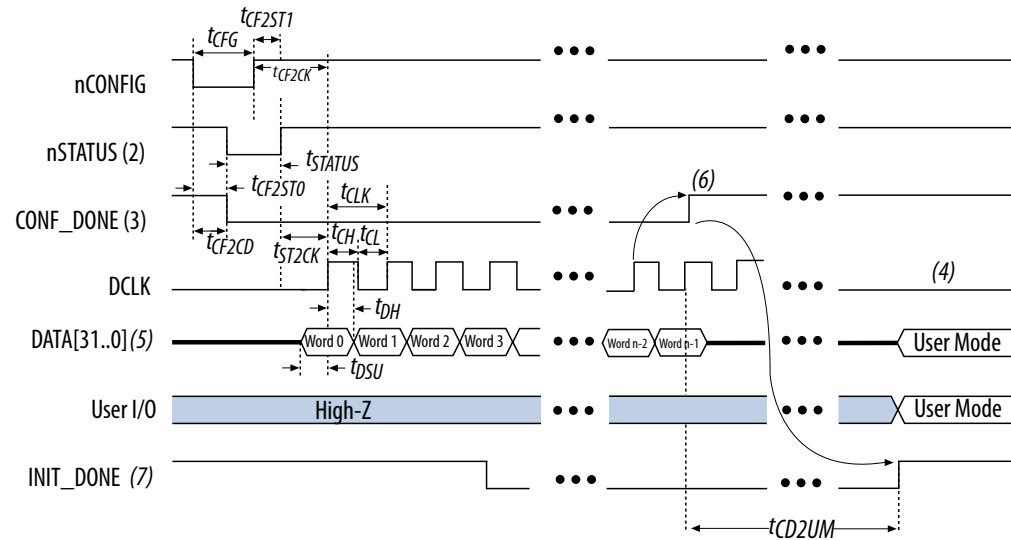 tCF2ST1
tCFG
tCF2CK
nCONFIG
nSTATUS (2)
tSTATUS
tCF2ST0
tCLK
(6)
CONF_DONE (3)
tCF2CD
tST2CK
tCH
tCL
(4)
DCLK
tDH
DATA[31..0](5)
Word 0
Word 1
Word 2
Word 3
Word n-2
Word n-1
User Mode
tDSU
User I/O
High-Z
User Mode
INIT_DONE (7)
tCD2UM